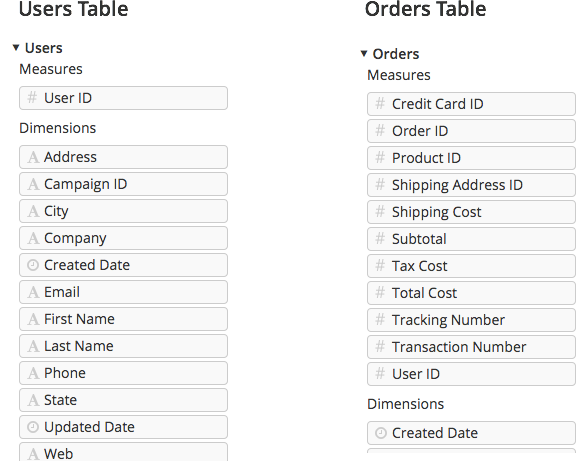 Users Table
Users
Measures
# User ID
Dimensions
A Address
A Campaign ID
A City
A Company
Created Date
A Email
A First Name
A Last Name
A Phone
A State
Updated Date
A Web
Orders Table
Orders
Measures
# Credit Card ID
# Order ID
# Product ID
# Shipping Address ID
# Shipping Cost
# Subtotal
# Tax Cost
# Total Cost
# Tracking Number
# Transaction Number
# User ID
Dimensions
Created Date